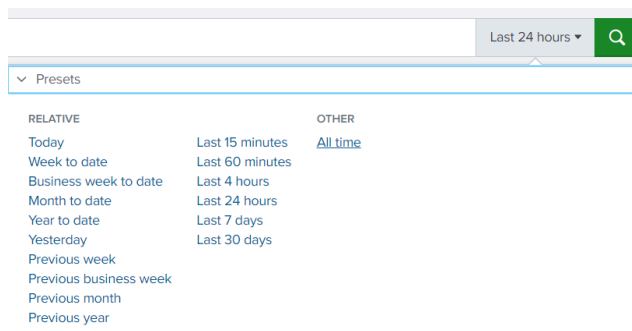 Last 24 hours
Presets
RELATIVE
Today
Week to date
Business week to date
Month to date
Year to date
Yesterday
Previous week
Previous business week
Previous month
Previous year
Last 15 minutes
Last 60 minutes
Last 4 hours
Last 24 hours
Last 7 days
Last 30 days
OTHER
All time